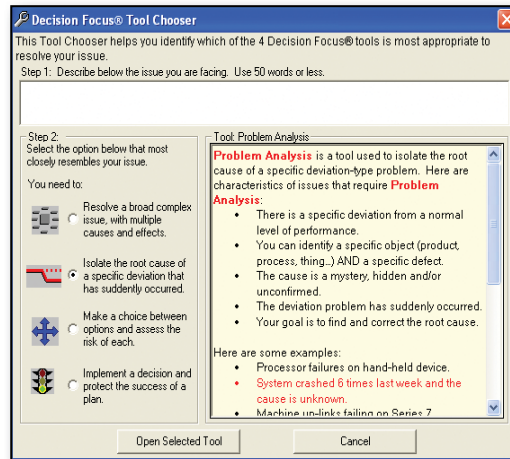 Decision Focus® Tool Chooser
This Tool Chooser helps you identify which of the 4 Decision Focus® tools is most appropriate to
resolve your issue.
Step 1: Describe below the issue you are facing. Use 50 words or less.
Step 2:
Select the option below that most
closely resembles your issue.
You need to:
Resolve a broad complex
issue, with multiple
causes and effects.
Isolate the root cause of
a specific deviation that
has suddenly occurred.
Make a choice between
options and assess the
risk of each.
Implement a decision and
protect the success of a
plan.
Tool: Problem Analysis
Problem Analysis is a tool used to isolate the root
cause of a specific deviation-type problem. Here are
characteristics of issues that require Problem
Analysis:
• There is a specific deviation from a normal
level of performance.
• You can identify a specific object (product,
process, thing...) AND a specific defect.
• The cause is a mystery, hidden and/or
unconfirmed.
• The deviation problem has suddenly occurred.
• Your goal is to find and correct the root cause.
Here are some examples:
• Processor failures on hand-held device.
• System crashed 6 times last week and the
cause is unknown.
• Machine up-links failing on Series 7
Open Selected Tool
Cancel